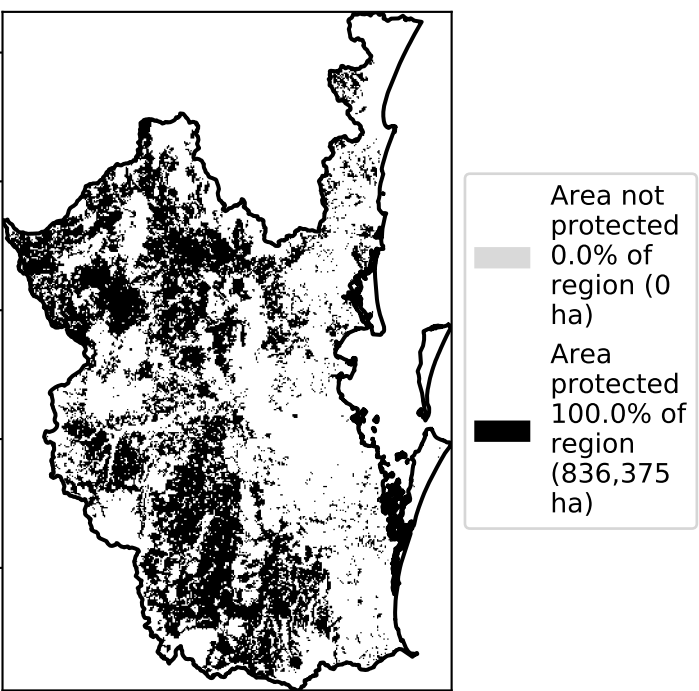 Area not
protected
0.0% of
region (0
ha)
Area
protected
100.0% of
region
(836,375
ha)